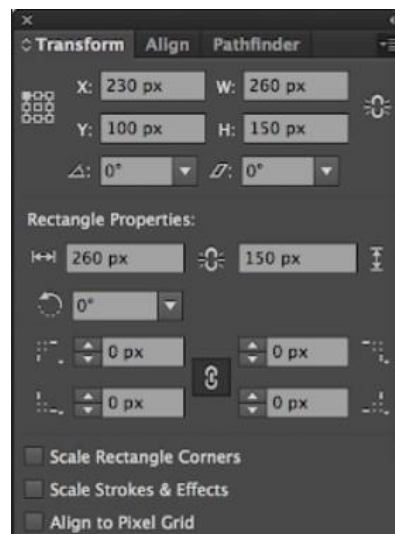 Transform Align Pathfinder
X: 230 px W: 260 px
Y: 100 px H: 150 px
0° 0°
Rectangle Properties:
260 px 150 px
0°
0 px 0 px
0 px 0 px
Scale Rectangle Corners
Scale Strokes & Effects
Align to Pixel Grid